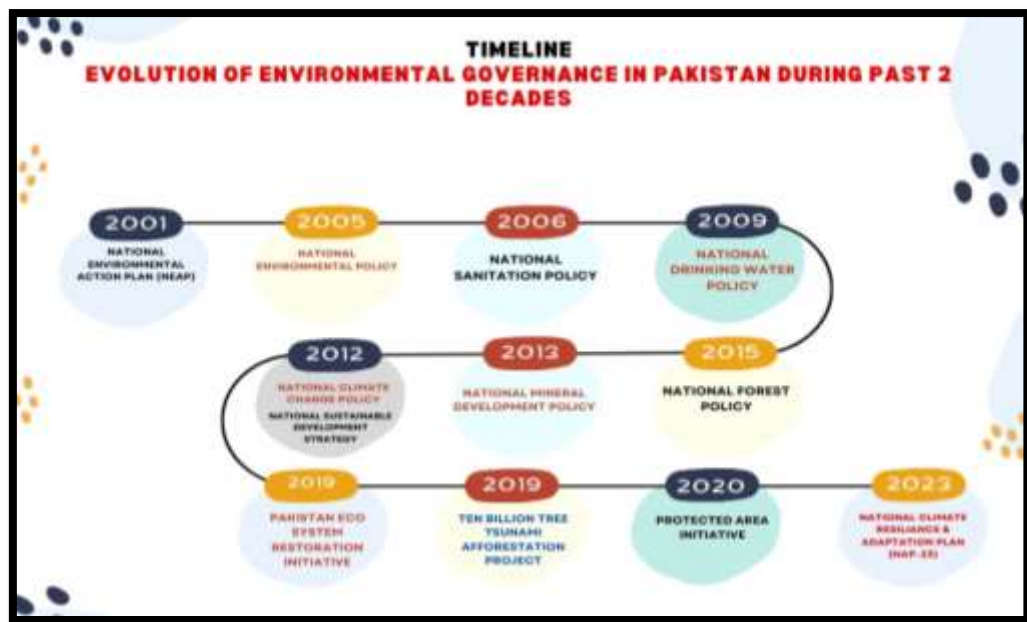 TIMELINE
EVOLUTION OF ENVIRONMENTAL GOVERNANCE IN PAKISTAN DURING PAST 2
DECADES
2001
NATIONAL
ENVIRONMENTAL
ACTION PLAN (NEAP)
2005
NATIONAL
ENVIRONMENTAL POLICY
2006
NATIONAL
SANITATION POLICY
2009
NATIONAL
DRINKING WATER
POLICY
2012
NATIONAL CLIMATE
CHANGE POLICY
NATIONAL SUSTAINABLE
DEVELOPMENT
STRATEGY
2013
NATIONAL MINERAL
DEVELOPMENT POLICY
2015
NATIONAL FOREST
POLICY
2019
PAKISTAN ECO
SYSTEM
RESTORATION
INITIATIVE
2019
TEN BILLION TREE
TSUNAMI
AFFORESTATION
PROJECT
2020
PROTECTED AREA
INITIATIVE
2023
NATIONAL CLIMATE
RESILIANCE &
ADAPTATION PLAN
(NAP-23)